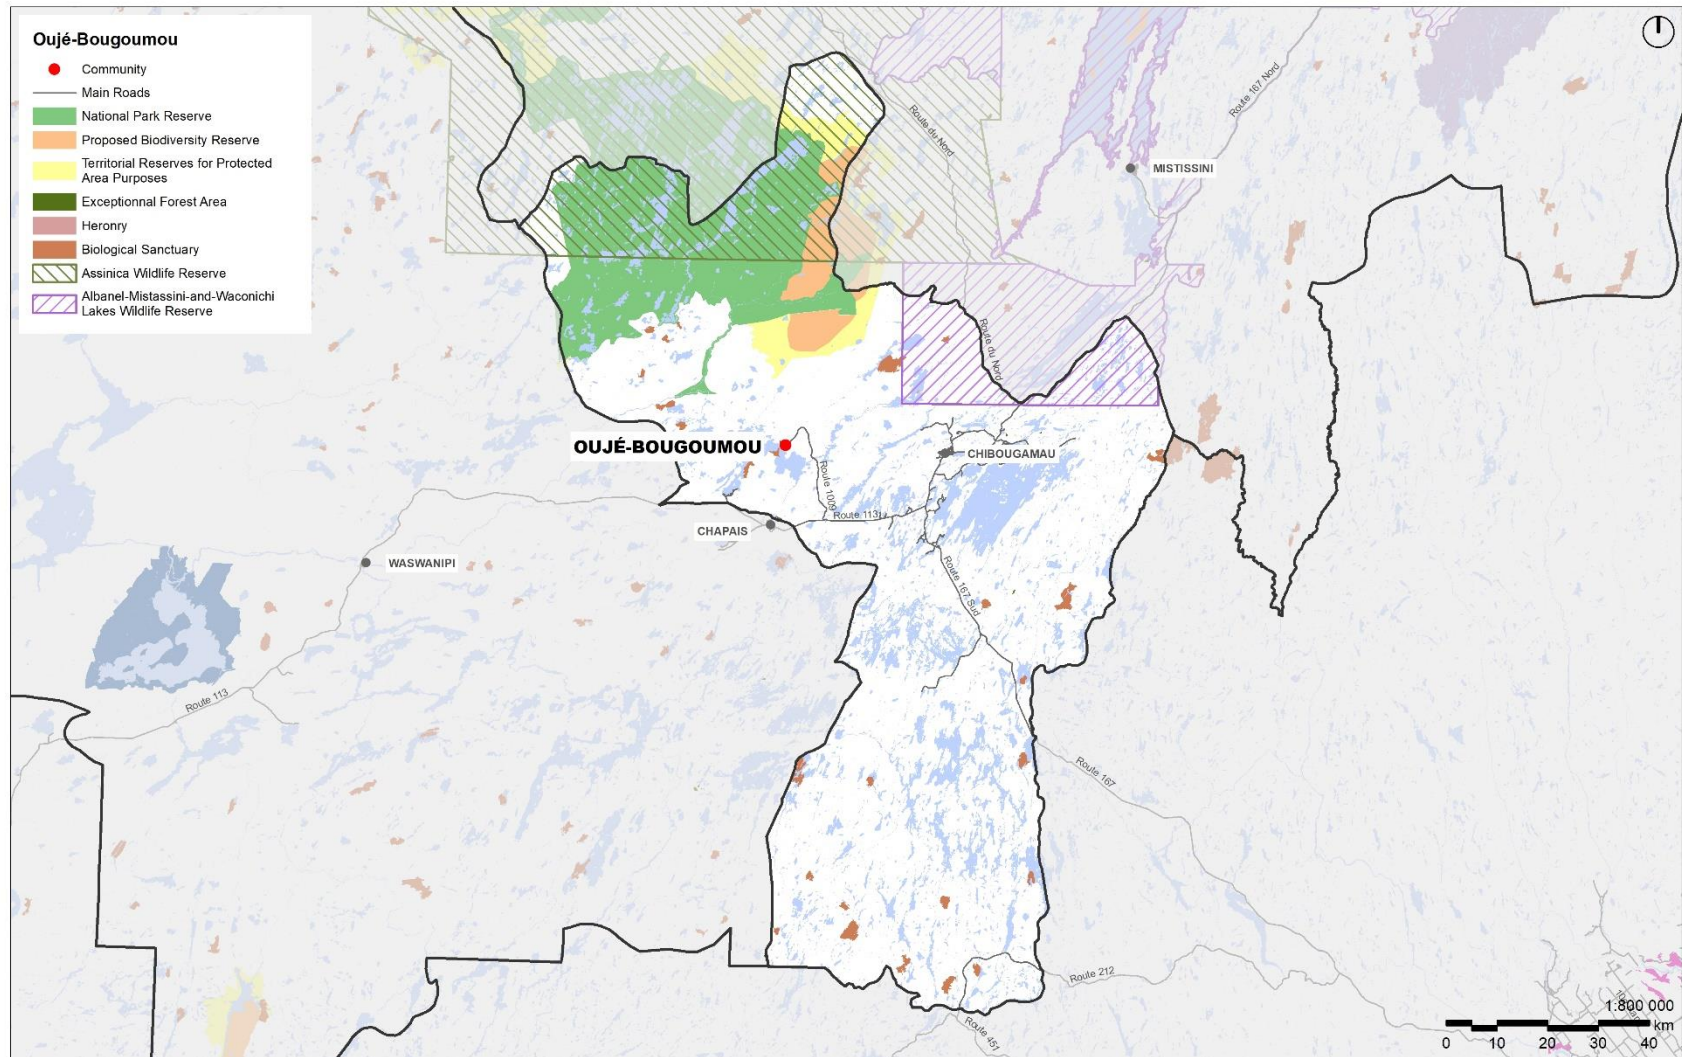 Oujé-Bougoumou
Community
Main Roads
National Park Reserve
Proposed Biodiversity Reserve
Territorial Reserves for Protected
Area Purposes
Exceptionnal Forest Area
Heronry
Biological Sanctuary
Assinica Wildlife Reserve
Albanel-Mistassini-and-Waconichi
Lakes Wildlife Reserve
Route 167 Nord
Route du Nord
MISTISSINI
Route du Nord
OUJÉ-BOUGOUMOU
CHIBOUGAMAU
Route 1009
Route 113
CHAPAIS
WASWANIPI
Route 167 Sud
Route 113
Route 167
Route 212
Route 451
1:800 000
km
0 10 20 30 40